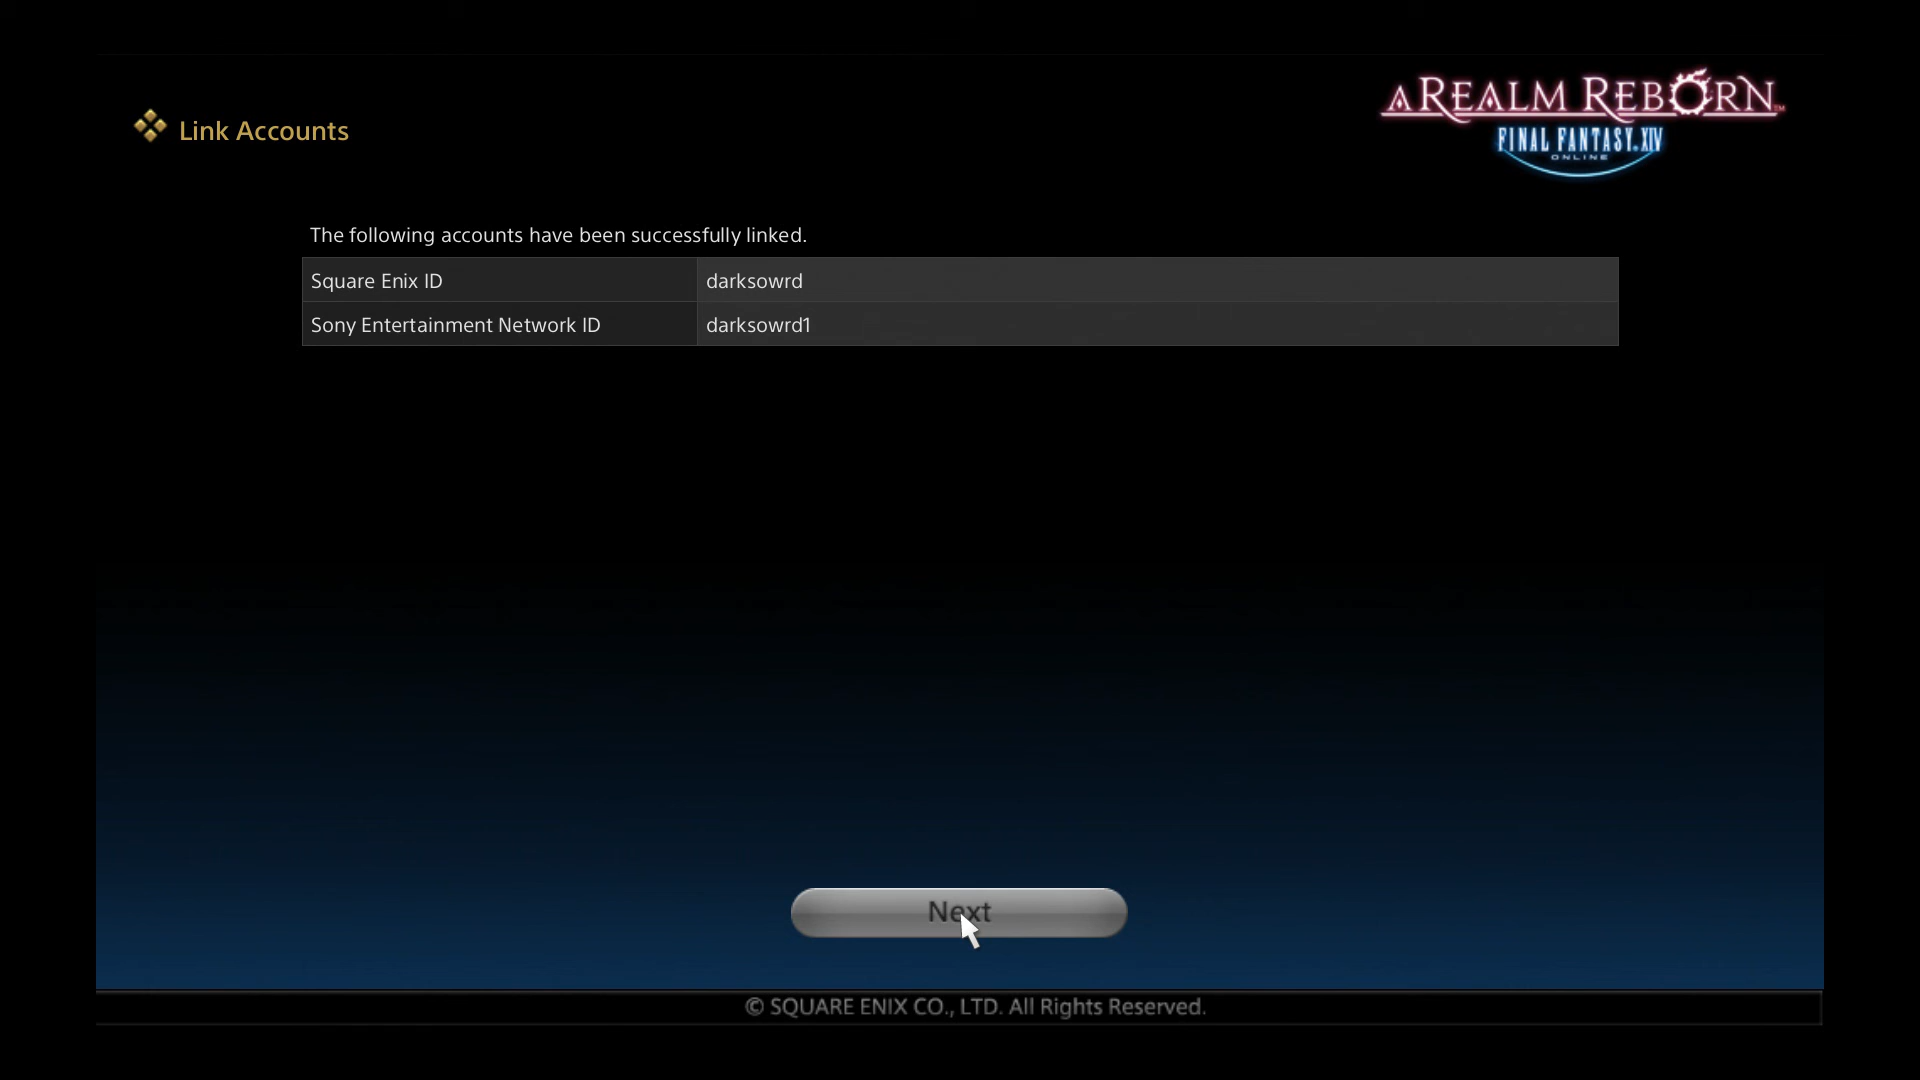 A REALM REBORN™
FINAL FANTASY XIV
ONLINE
Link Accounts
The following accounts have been successfully linked.
Square Enix ID darksowrd
Sony Entertainment Network ID darksowrd1
Next
© SQUARE ENIX CO., LTD. All Rights Reserved.